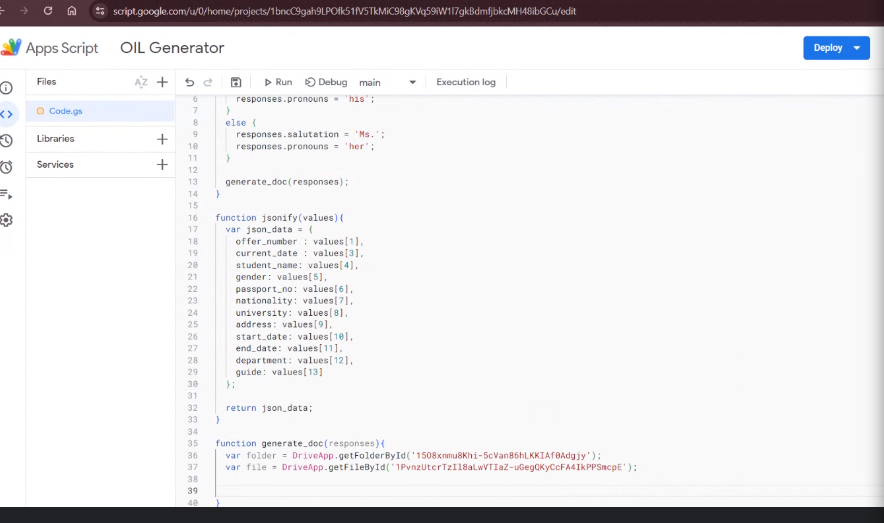 script.google.com/u/0/home/projects/1bncC9gah9LPOfk51fV5TkMiC98gKVq59iW1l7gkBdmfjbkcMH48ibGCu/edit
Apps Script OIL Generator Deploy
Files AZ Run Debug main Execution log
Code.gs
Libraries
Services
6 responses.pronouns = 'his';
7 }
8 else {
9 responses.salutation = 'Ms.';
10 responses.pronouns = 'her';
11 }
12
13 generate_doc(responses);
14 }
15
16 function jsonify(values){
17 var json_data = {
18 offer_number : values[1],
19 current_date : values[3],
20 student_name: values[4],
21 gender: values[5],
22 passport_no: values[6],
23 nationality: values[7],
24 university: values[8],
25 address: values[9],
26 start_date: values[10],
27 end_date: values[11],
28 department: values[12],
29 guide: values[13]
30 };
31
32 return json_data;
33 }
34
35 function generate_doc(responses){
36 var folder = DriveApp.getFolderById('1508xnmu8Khi-5cVan86hLKKIAf0Adgjy');
37 var file = DriveApp.getFileById('1PvnzUtcrTzIl8aLwVTIaZ-uGegQKyCcFA4IkPPSmcpE');
38
39
40 }